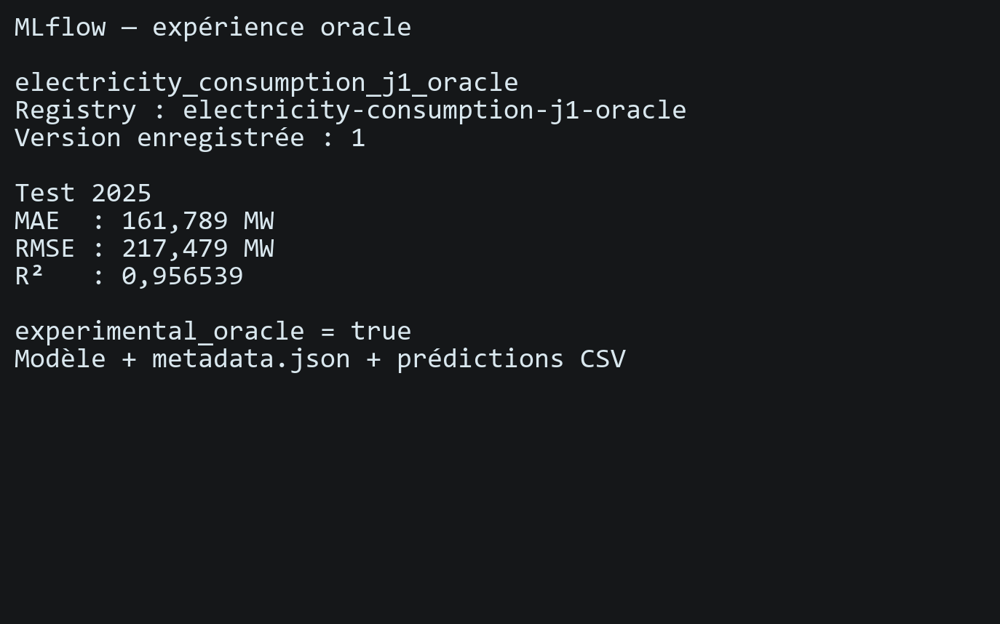 MLflow — expérience oracle
electricity_consumption_j1_oracle
Registry : electricity-consumption-j1-oracle
Version enregistrée : 1
Test 2025
MAE  : 161,789 MW
RMSE : 217,479 MW
R²   : 0,956539
experimental_oracle = true
Modèle + metadata.json + prédictions CSV